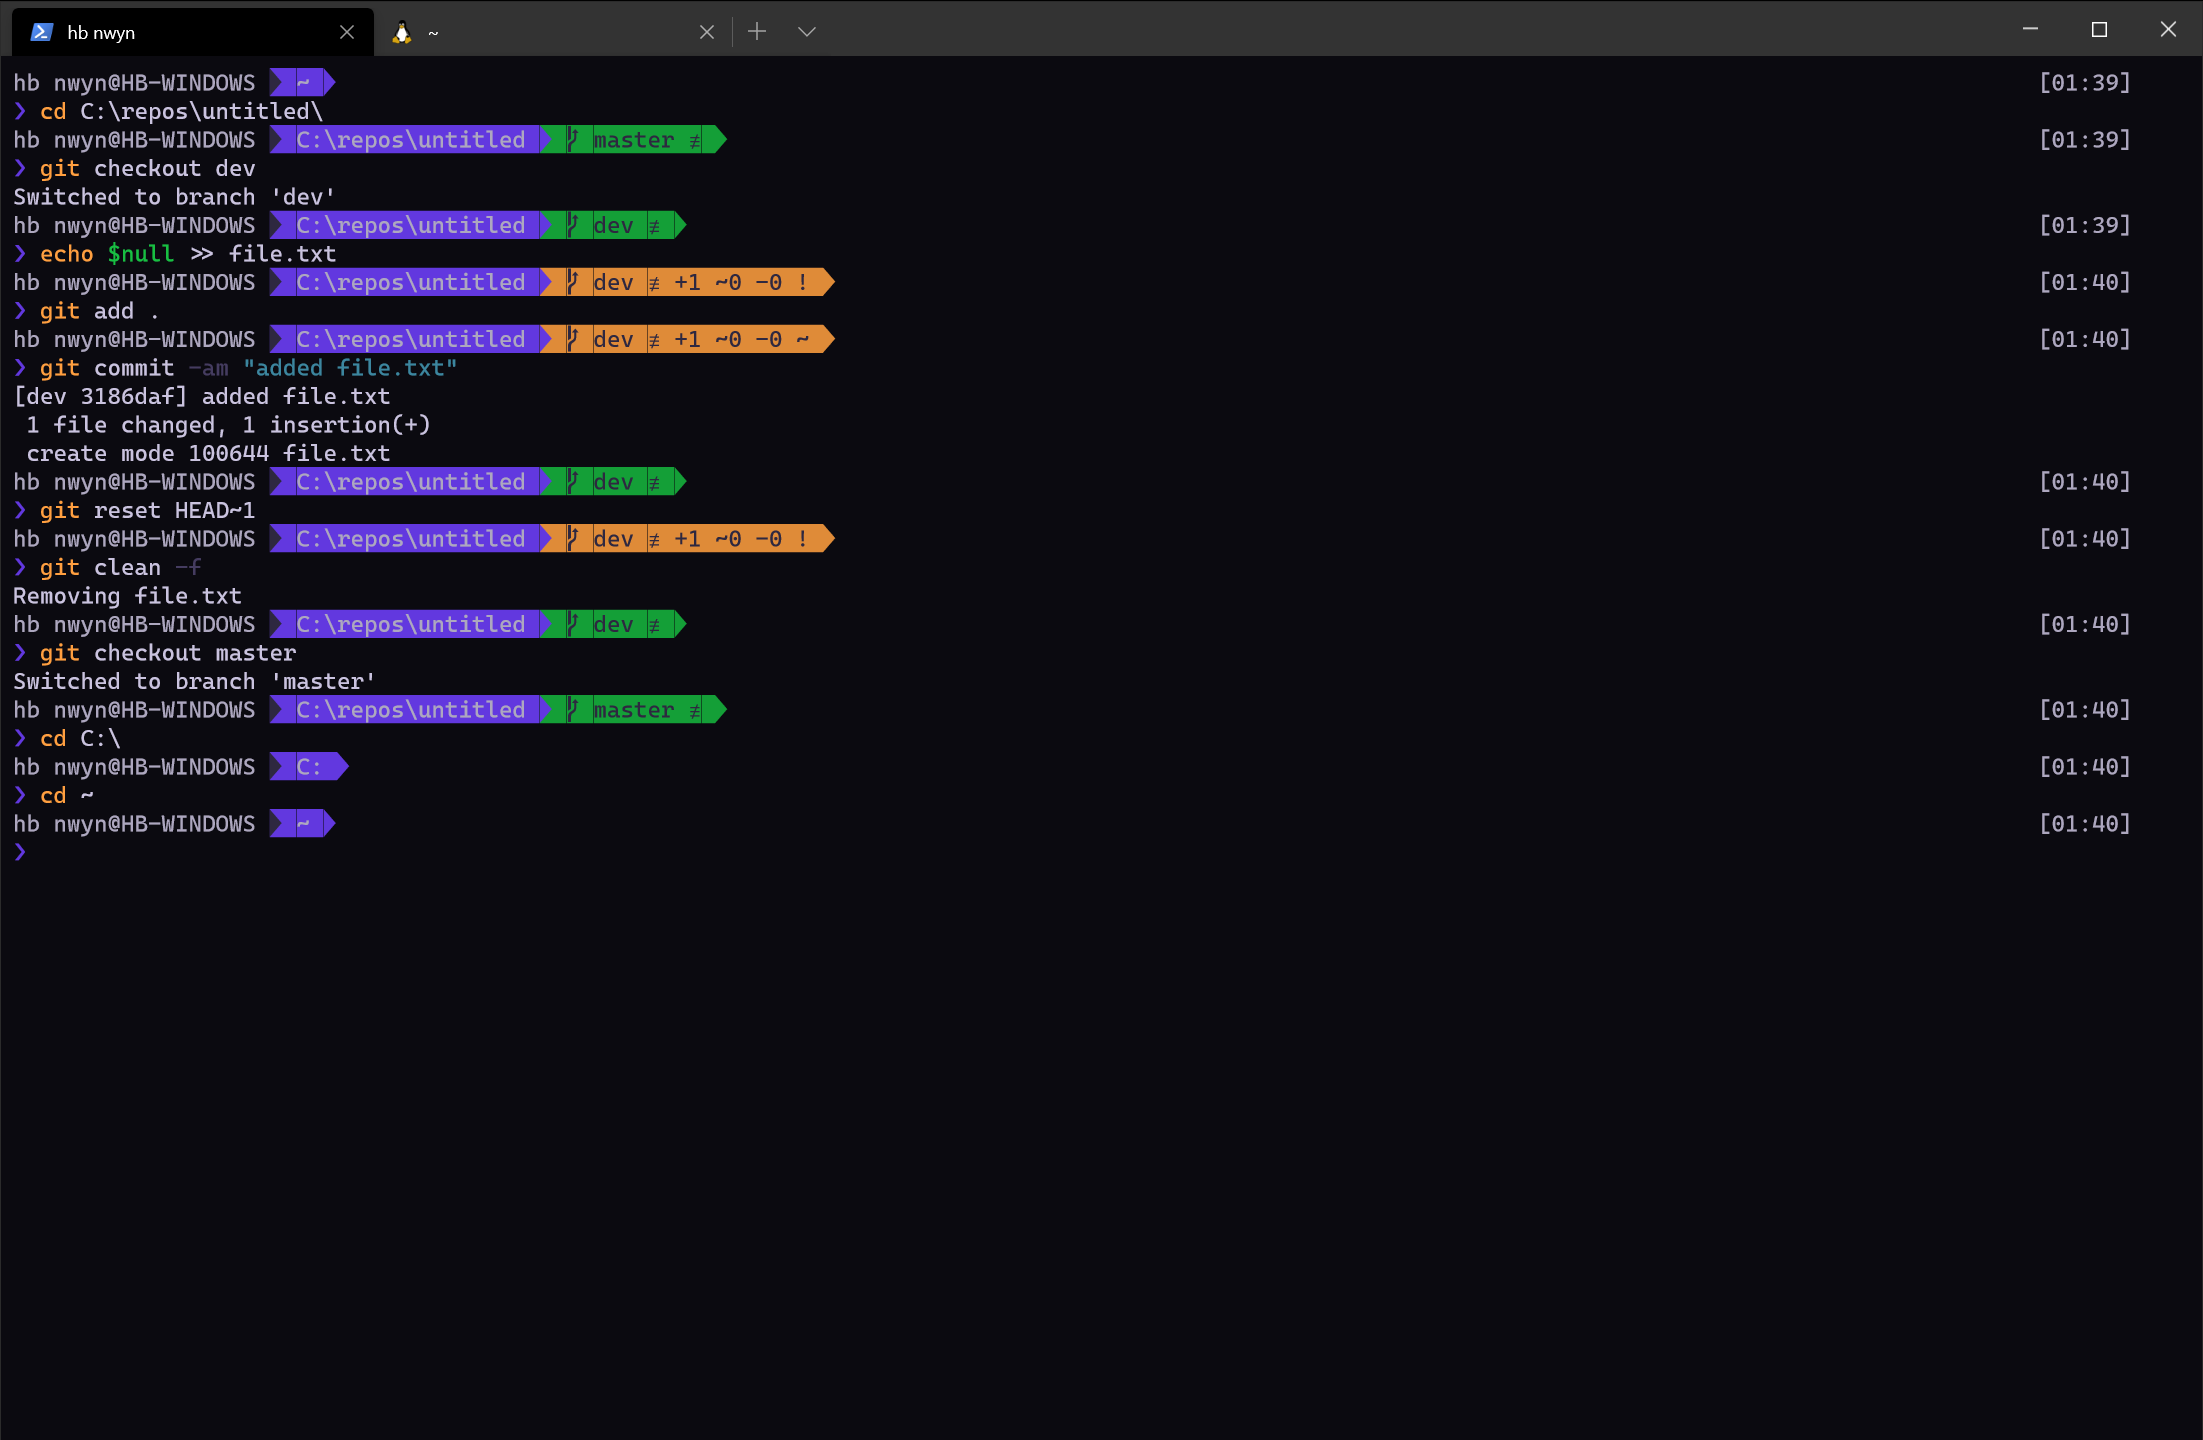 hb nwyn
~
hb nwyn@HB-WINDOWS ~ [01:39]
❯ cd C:\repos\untitled\
hb nwyn@HB-WINDOWS C:\repos\untitled master ≢ [01:39]
❯ git checkout dev
Switched to branch 'dev'
hb nwyn@HB-WINDOWS C:\repos\untitled dev ≢ [01:39]
❯ echo $null >> file.txt
hb nwyn@HB-WINDOWS C:\repos\untitled dev ≢ +1 ~0 -0 ! [01:40]
❯ git add .
hb nwyn@HB-WINDOWS C:\repos\untitled dev ≢ +1 ~0 -0 ~ [01:40]
❯ git commit -am "added file.txt"
[dev 3186daf] added file.txt
1 file changed, 1 insertion(+)
create mode 100644 file.txt
hb nwyn@HB-WINDOWS C:\repos\untitled dev ≢ [01:40]
❯ git reset HEAD~1
hb nwyn@HB-WINDOWS C:\repos\untitled dev ≢ +1 ~0 -0 ! [01:40]
❯ git clean -f
Removing file.txt
hb nwyn@HB-WINDOWS C:\repos\untitled dev ≢ [01:40]
❯ git checkout master
Switched to branch 'master'
hb nwyn@HB-WINDOWS C:\repos\untitled master ≢ [01:40]
❯ cd C:\
hb nwyn@HB-WINDOWS C: [01:40]
❯ cd ~
hb nwyn@HB-WINDOWS ~ [01:40]
❯